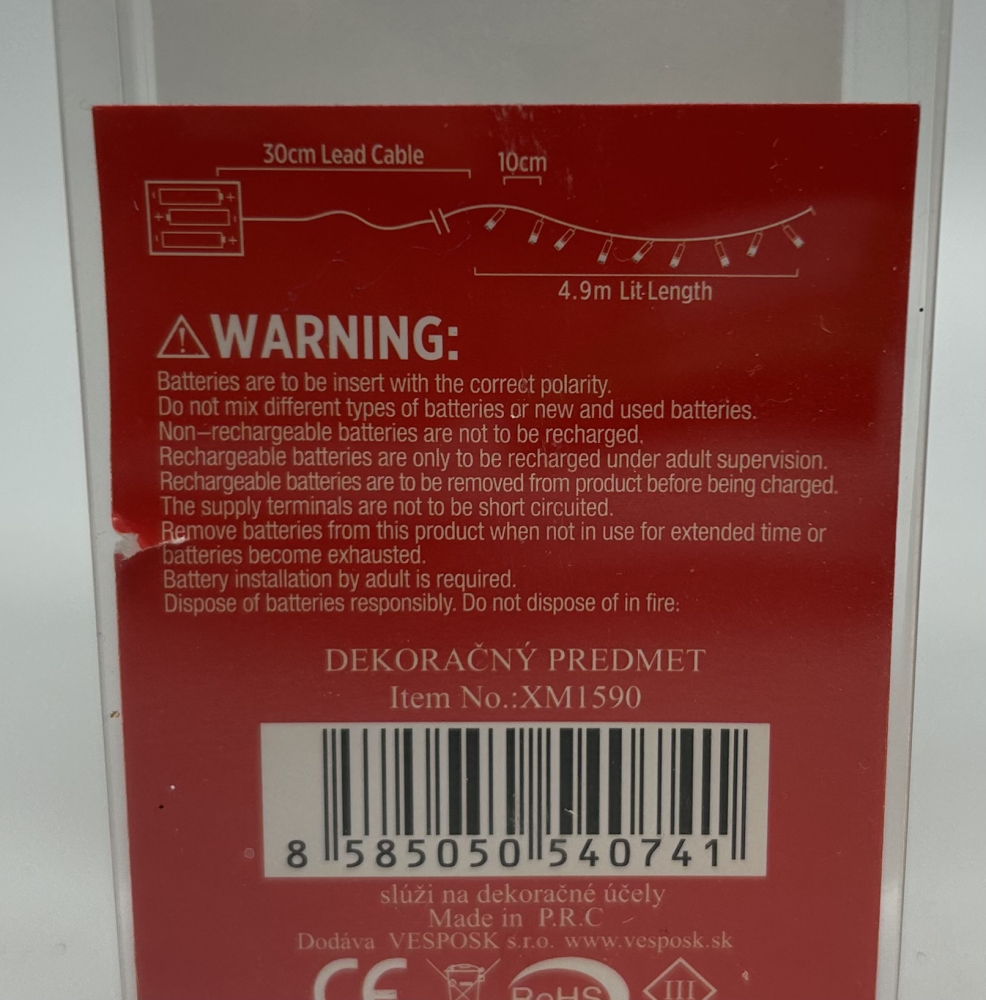 30cm Lead Cable
10cm
4.9m Lit Length
WARNING:
Batteries are to be insert with the correct polarity.
Do not mix different types of batteries or new and used batteries.
Non-rechargeable batteries are not to be recharged.
Rechargeable batteries are only to be recharged under adult supervision.
Rechargeable batteries are to be removed from product before being charged.
The supply terminals are not to be short circuited.
Remove batteries from this product when not in use for extended time or
batteries become exhausted.
Battery installation by adult is required.
Dispose of batteries responsibly. Do not dispose of in fire.
DEKORAČNÝ PREDMET
Item No.:XM1590
8 585050 540741
slúži na dekoračné účely
Made in P.R.C
Dodáva VESPOSK s.r.o. www.vesposk.sk
CE RoHS III